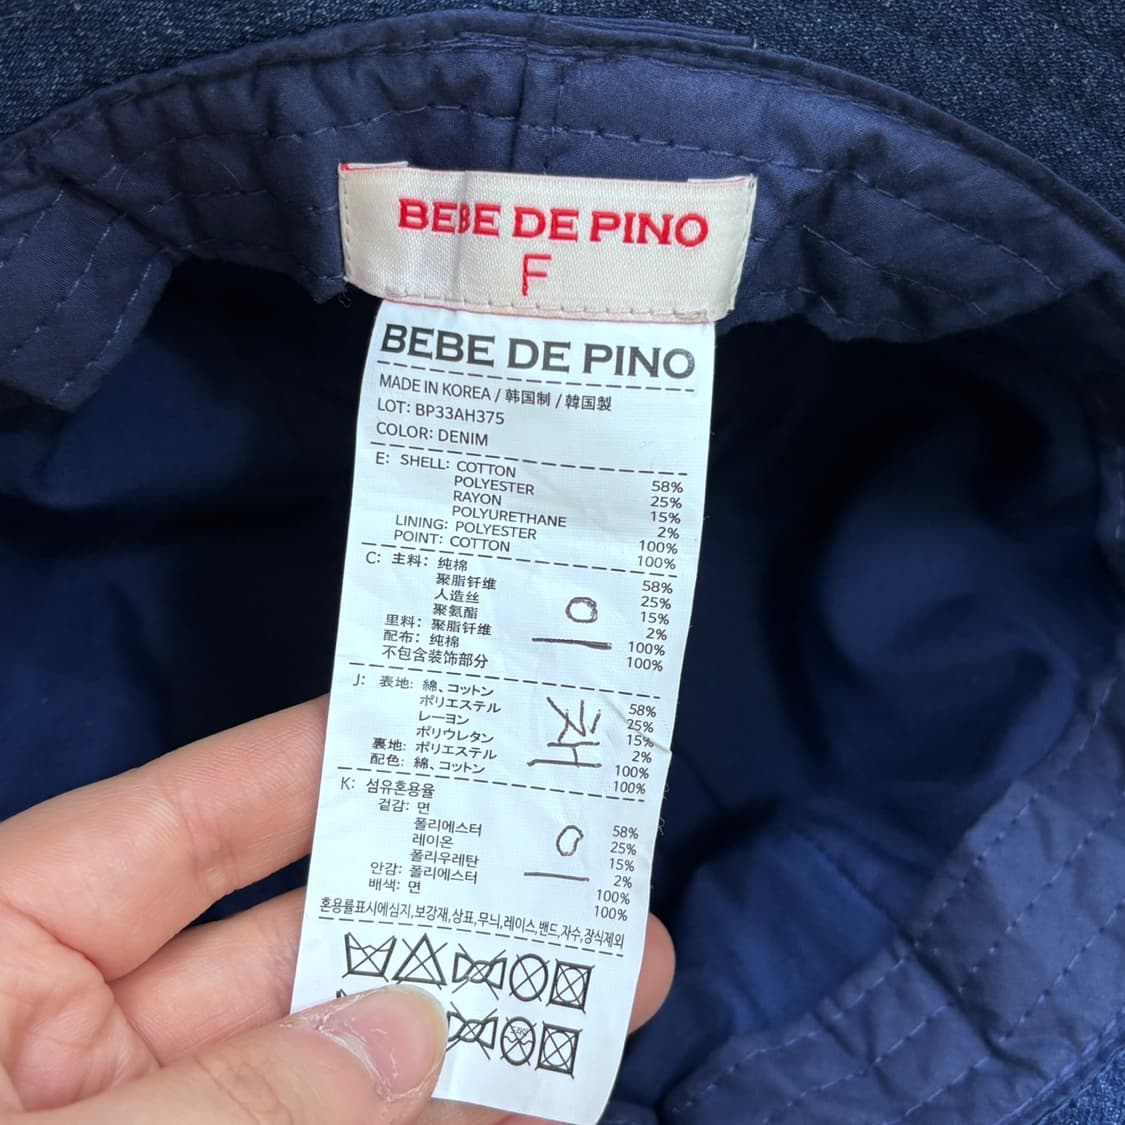 BEBE DE PINO
F
BEBE DE PINO
MADE IN KOREA / 韩国制 / 韓国製
LOT: BP33AH375
COLOR: DENIM
E: SHELL: COTTON 58%
POLYESTER 25%
RAYON 15%
POLYURETHANE 2%
LINING: POLYESTER 100%
POINT: COTTON 100%
C: 主料: 纯棉 58%
聚脂钎维 25%
人造丝 15%
聚氨酯 2%
里料: 聚脂钎维 100%
配布: 纯棉 100%
不包含装饰部分
J: 表地: 綿、コットン 58%
ポリエステル 25%
レーヨン 15%
ポリウレタン 2%
裏地: ポリエステル 100%
配色: 綿、コットン 100%
K: 섬유혼용율
겉감: 면 58%
폴리에스터 25%
레이온 15%
폴리우레탄 2%
안감: 폴리에스터 100%
배색: 면 100%
혼용률표시에심지,보강재,상표,무늬,레이스,밴드,자수,장식제외